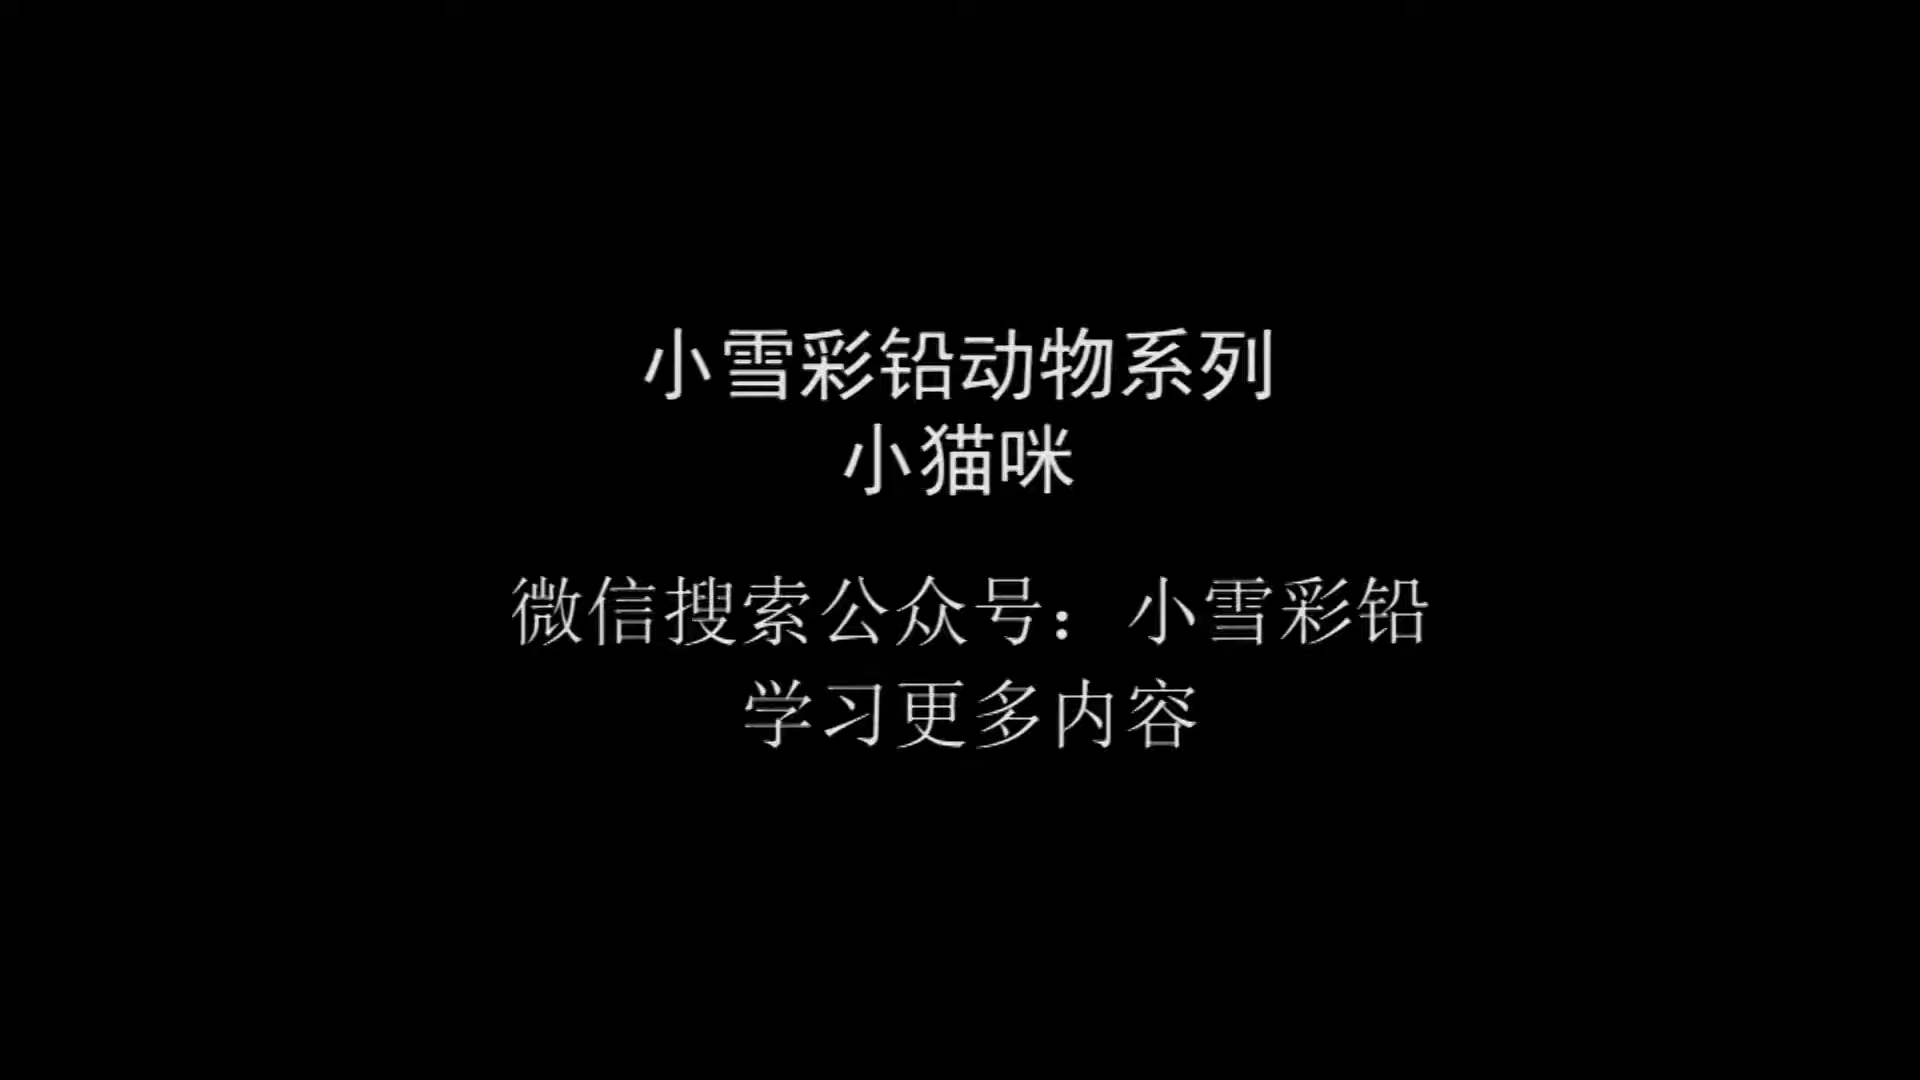 小雪彩铅动物系列
小猫咪
微信搜索公众号：小雪彩铅
学习更多内容